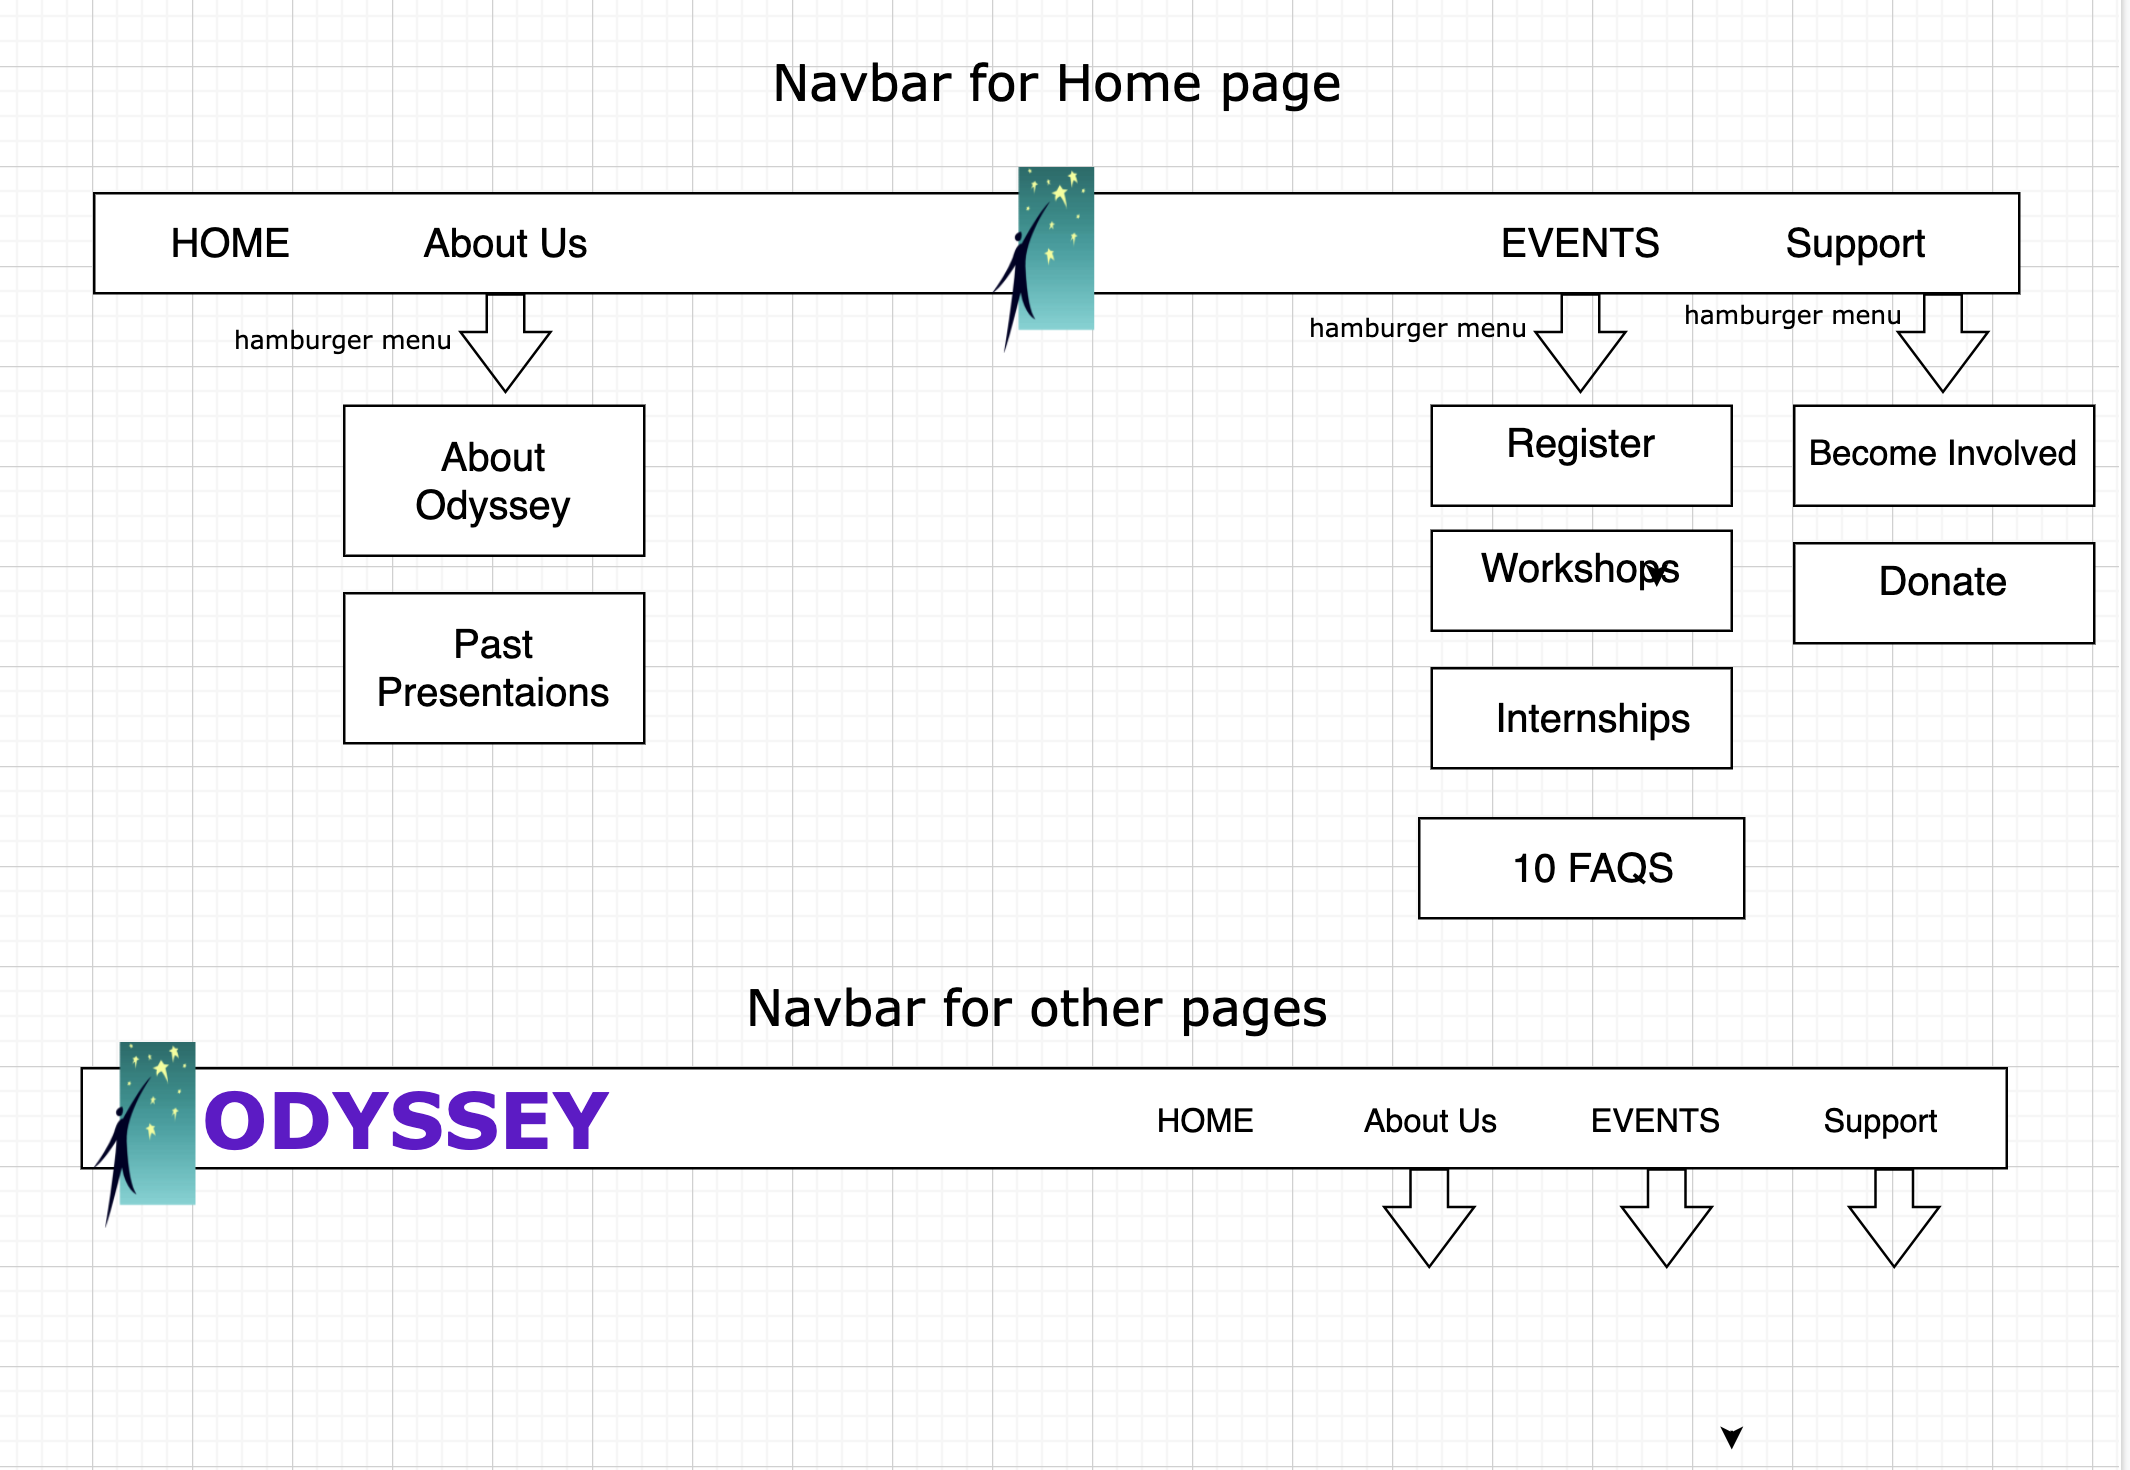 Navbar for Home page
HOME
About Us
EVENTS
Support
hamburger menu
hamburger menu
hamburger menu
About
Odyssey
Past
Presentaions
Register
Workshops
Internships
10 FAQS
Become Involved
Donate
Navbar for other pages
ODYSSEY
HOME
About Us
EVENTS
Support